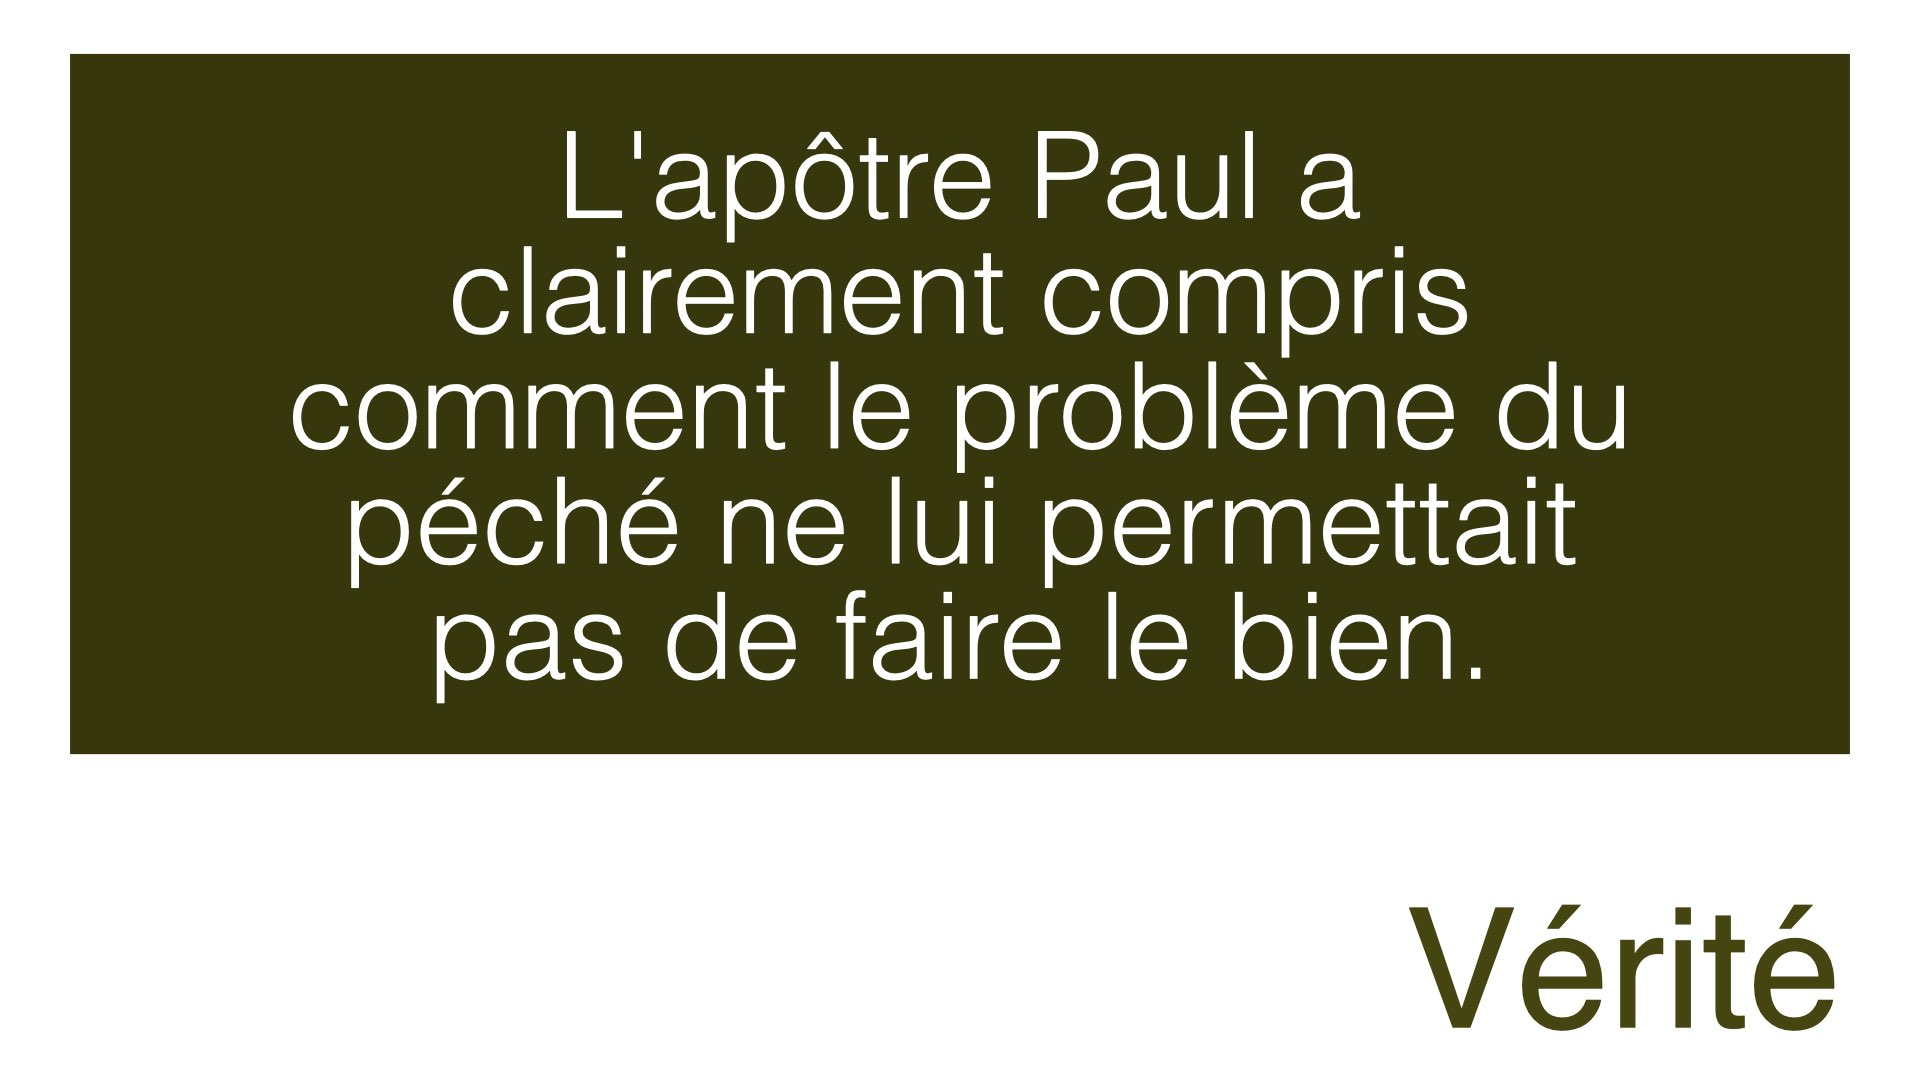 L'apôtre Paul a
clairement compris
comment le problème du
péché ne lui permettait
pas de faire le bien.
Vérité